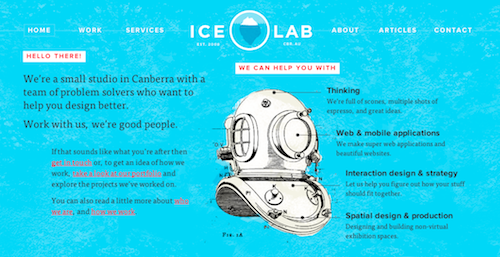 HOME WORK SERVICES ICE LAB ABOUT ARTICLES CONTACT
EST. 2006
HELLO THERE!
We're a small studio in Canberra with a
team of problem solvers who want to
help you design better.
Work with us, we're good people.
If that sounds like what you're after then
get in touch or, to get an idea of how we
work, take a look at our portfolio and
explore the projects we've worked on.
You can also read a little more about who
we are, and how we work.
WE CAN HELP YOU WITH
Thinking
We're full of scones, multiple shots of
espresso, and great ideas.
Web & mobile applications
We make super web applications and
beautiful websites.
Interaction design & strategy
Let us help you figure out how your stuff
should fit together.
Spatial design & production
Designing and building non-virtual
exhibition spaces.